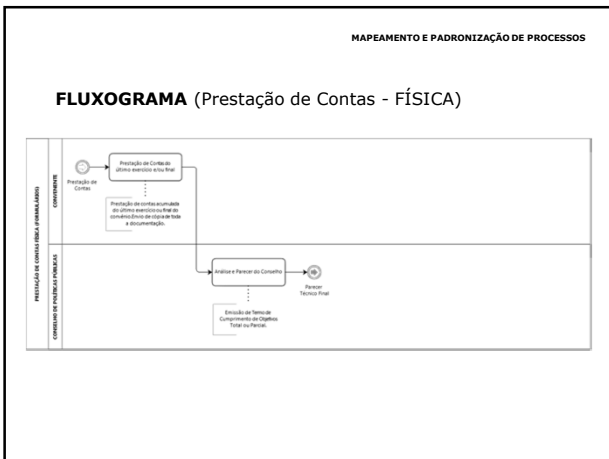 MAPEAMENTO E PADRONIZAÇÃO DE PROCESSOS
FLUXOGRAMA (Prestação de Contas - FÍSICA)
PRESTAÇÃO DE CONTAS FÍSICA (FORMULÁRIOS)
CONVENENTE
Prestação de
Contas
Prestação de Contas do
último exercício e/ou final
Prestação de contas acumulada
do último exercício ou final do
convênio.Envio de cópia de toda
a documentação.
CONSELHO DE POLÍTICAS PÚBLICAS
Análise e Parecer do Conselho
Parecer
Técnico Final
Emissão de Termo de
Cumprimento de Objetivos
Total ou Parcial.